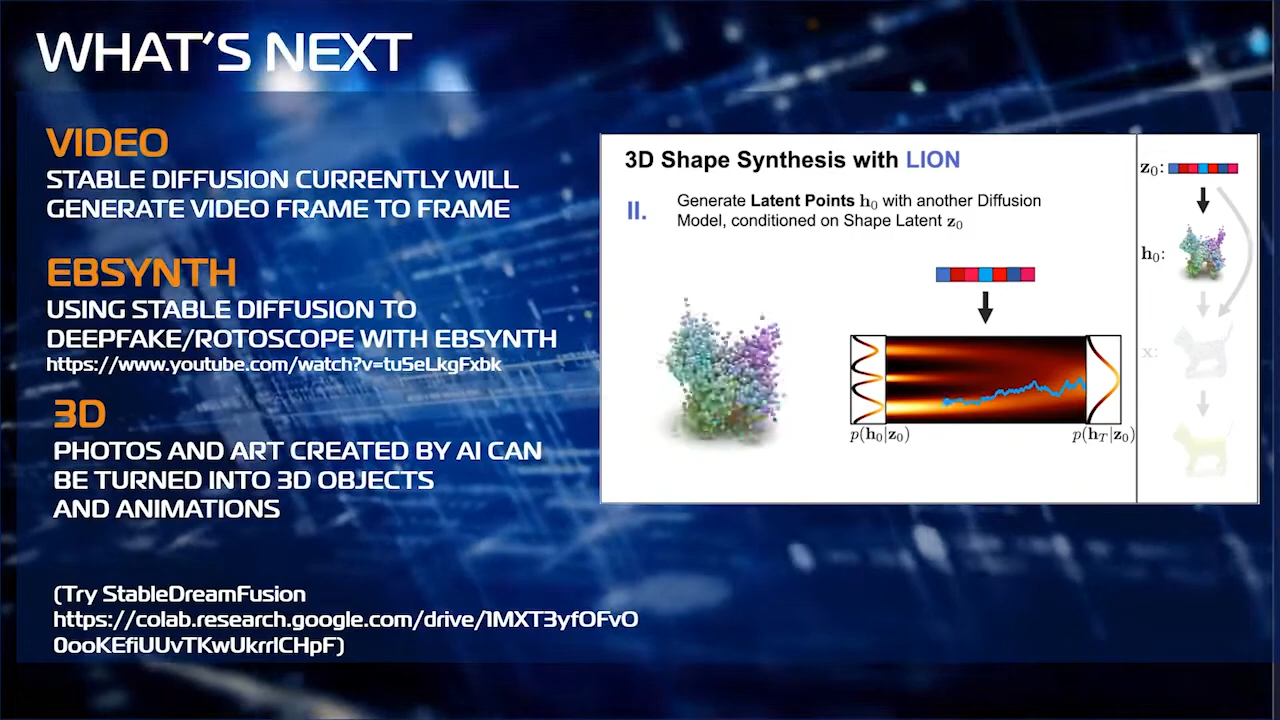 WHAT'S NEXT
VIDEO
STABLE DIFFUSION CURRENTLY WILL
GENERATE VIDEO FRAME TO FRAME
EBSYNTH
USING STABLE DIFFUSION TO
DEEPFAKE/ROTOSCOPE WITH EBSYNTH
https://www.youtube.com/watch?v=tu5eLkgFxbk
3D
PHOTOS AND ART CREATED BY AI CAN
BE TURNED INTO 3D OBJECTS
AND ANIMATIONS
(Try StableDreamFusion
https://colab.research.google.com/drive/1MXT3yfOFvO
0ooKEfiUUvTKwUkrrlCHpF)
3D Shape Synthesis with LION
II.
Generate Latent Points h₀ with another Diffusion
Model, conditioned on Shape Latent z₀
p(h₀|z₀)
p(h_T|z₀)
z₀:
h₀:
x: